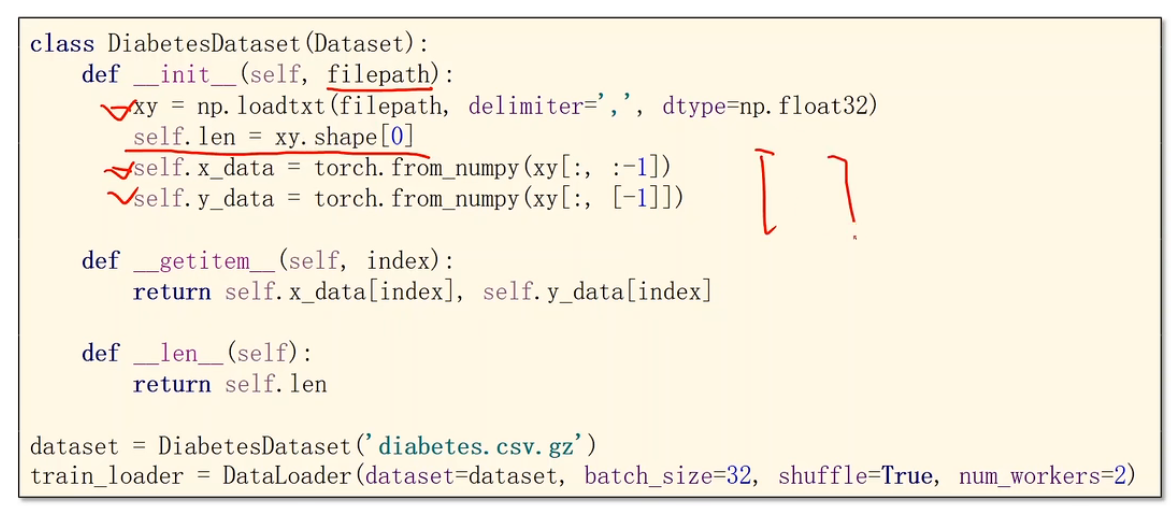 class DiabetesDataset(Dataset):
    def __init__(self, filepath):
        xy = np.loadtxt(filepath, delimiter=',', dtype=np.float32)
        self.len = xy.shape[0]
        self.x_data = torch.from_numpy(xy[:, :-1])
        self.y_data = torch.from_numpy(xy[:, [-1]])
    def __getitem__(self, index):
        return self.x_data[index], self.y_data[index]
    def __len__(self):
        return self.len
dataset = DiabetesDataset('diabetes.csv.gz')
train_loader = DataLoader(dataset=dataset, batch_size=32, shuffle=True, num_workers=2)